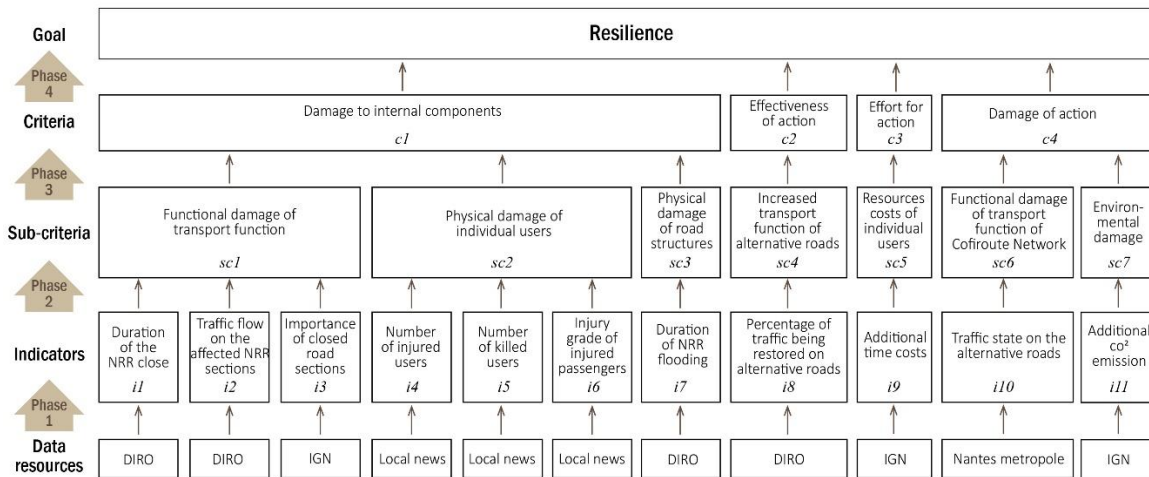 Goal
Resilience
Phase
4
Criteria
Damage to internal components
c1
Effectiveness
of action
c2
Effort for
action
c3
Damage of action
c4
Phase
3
Sub-criteria
Functional damage of
transport function
sc1
Physical damage of
individual users
sc2
Physical
damage
of road
structures
sc3
Increased
transport
function of
alternative roads
sc4
Resources
costs of
individual
users
sc5
Functional damage
of transport
function of
Cofiroute Network
sc6
Environ-
mental
damage
sc7
Phase
2
Indicators
Duration
of the
NRR close
i1
Traffic flow
on the
affected NRR
sections
i2
Importance
of closed
road
sections
i3
Number
of injured
users
i4
Number
of killed
users
i5
Injury
grade of
injured
passengers
i6
Duration
of NRR
flooding
i7
Percentage of
traffic being
restored on
alternative roads
i8
Additional
time costs
i9
Traffic state on the
alternative roads
i10
Additional
co²
emission
i11
Phase
1
Data
resources
DIRO
DIRO
IGN
Local news
Local news
Local news
DIRO
DIRO
IGN
Nantes metropole
IGN